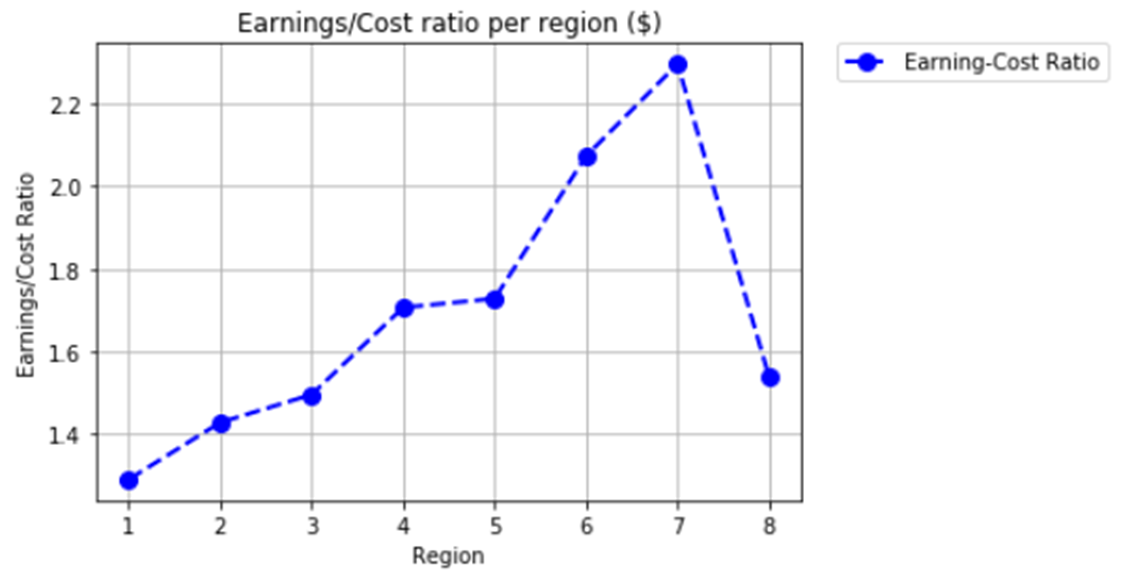 Earnings/Cost ratio per region ($)
Earning-Cost Ratio
Earnings/Cost Ratio
2.2
2.0
1.8
1.6
1.4
1 2 3 4 5 6 7 8
Region